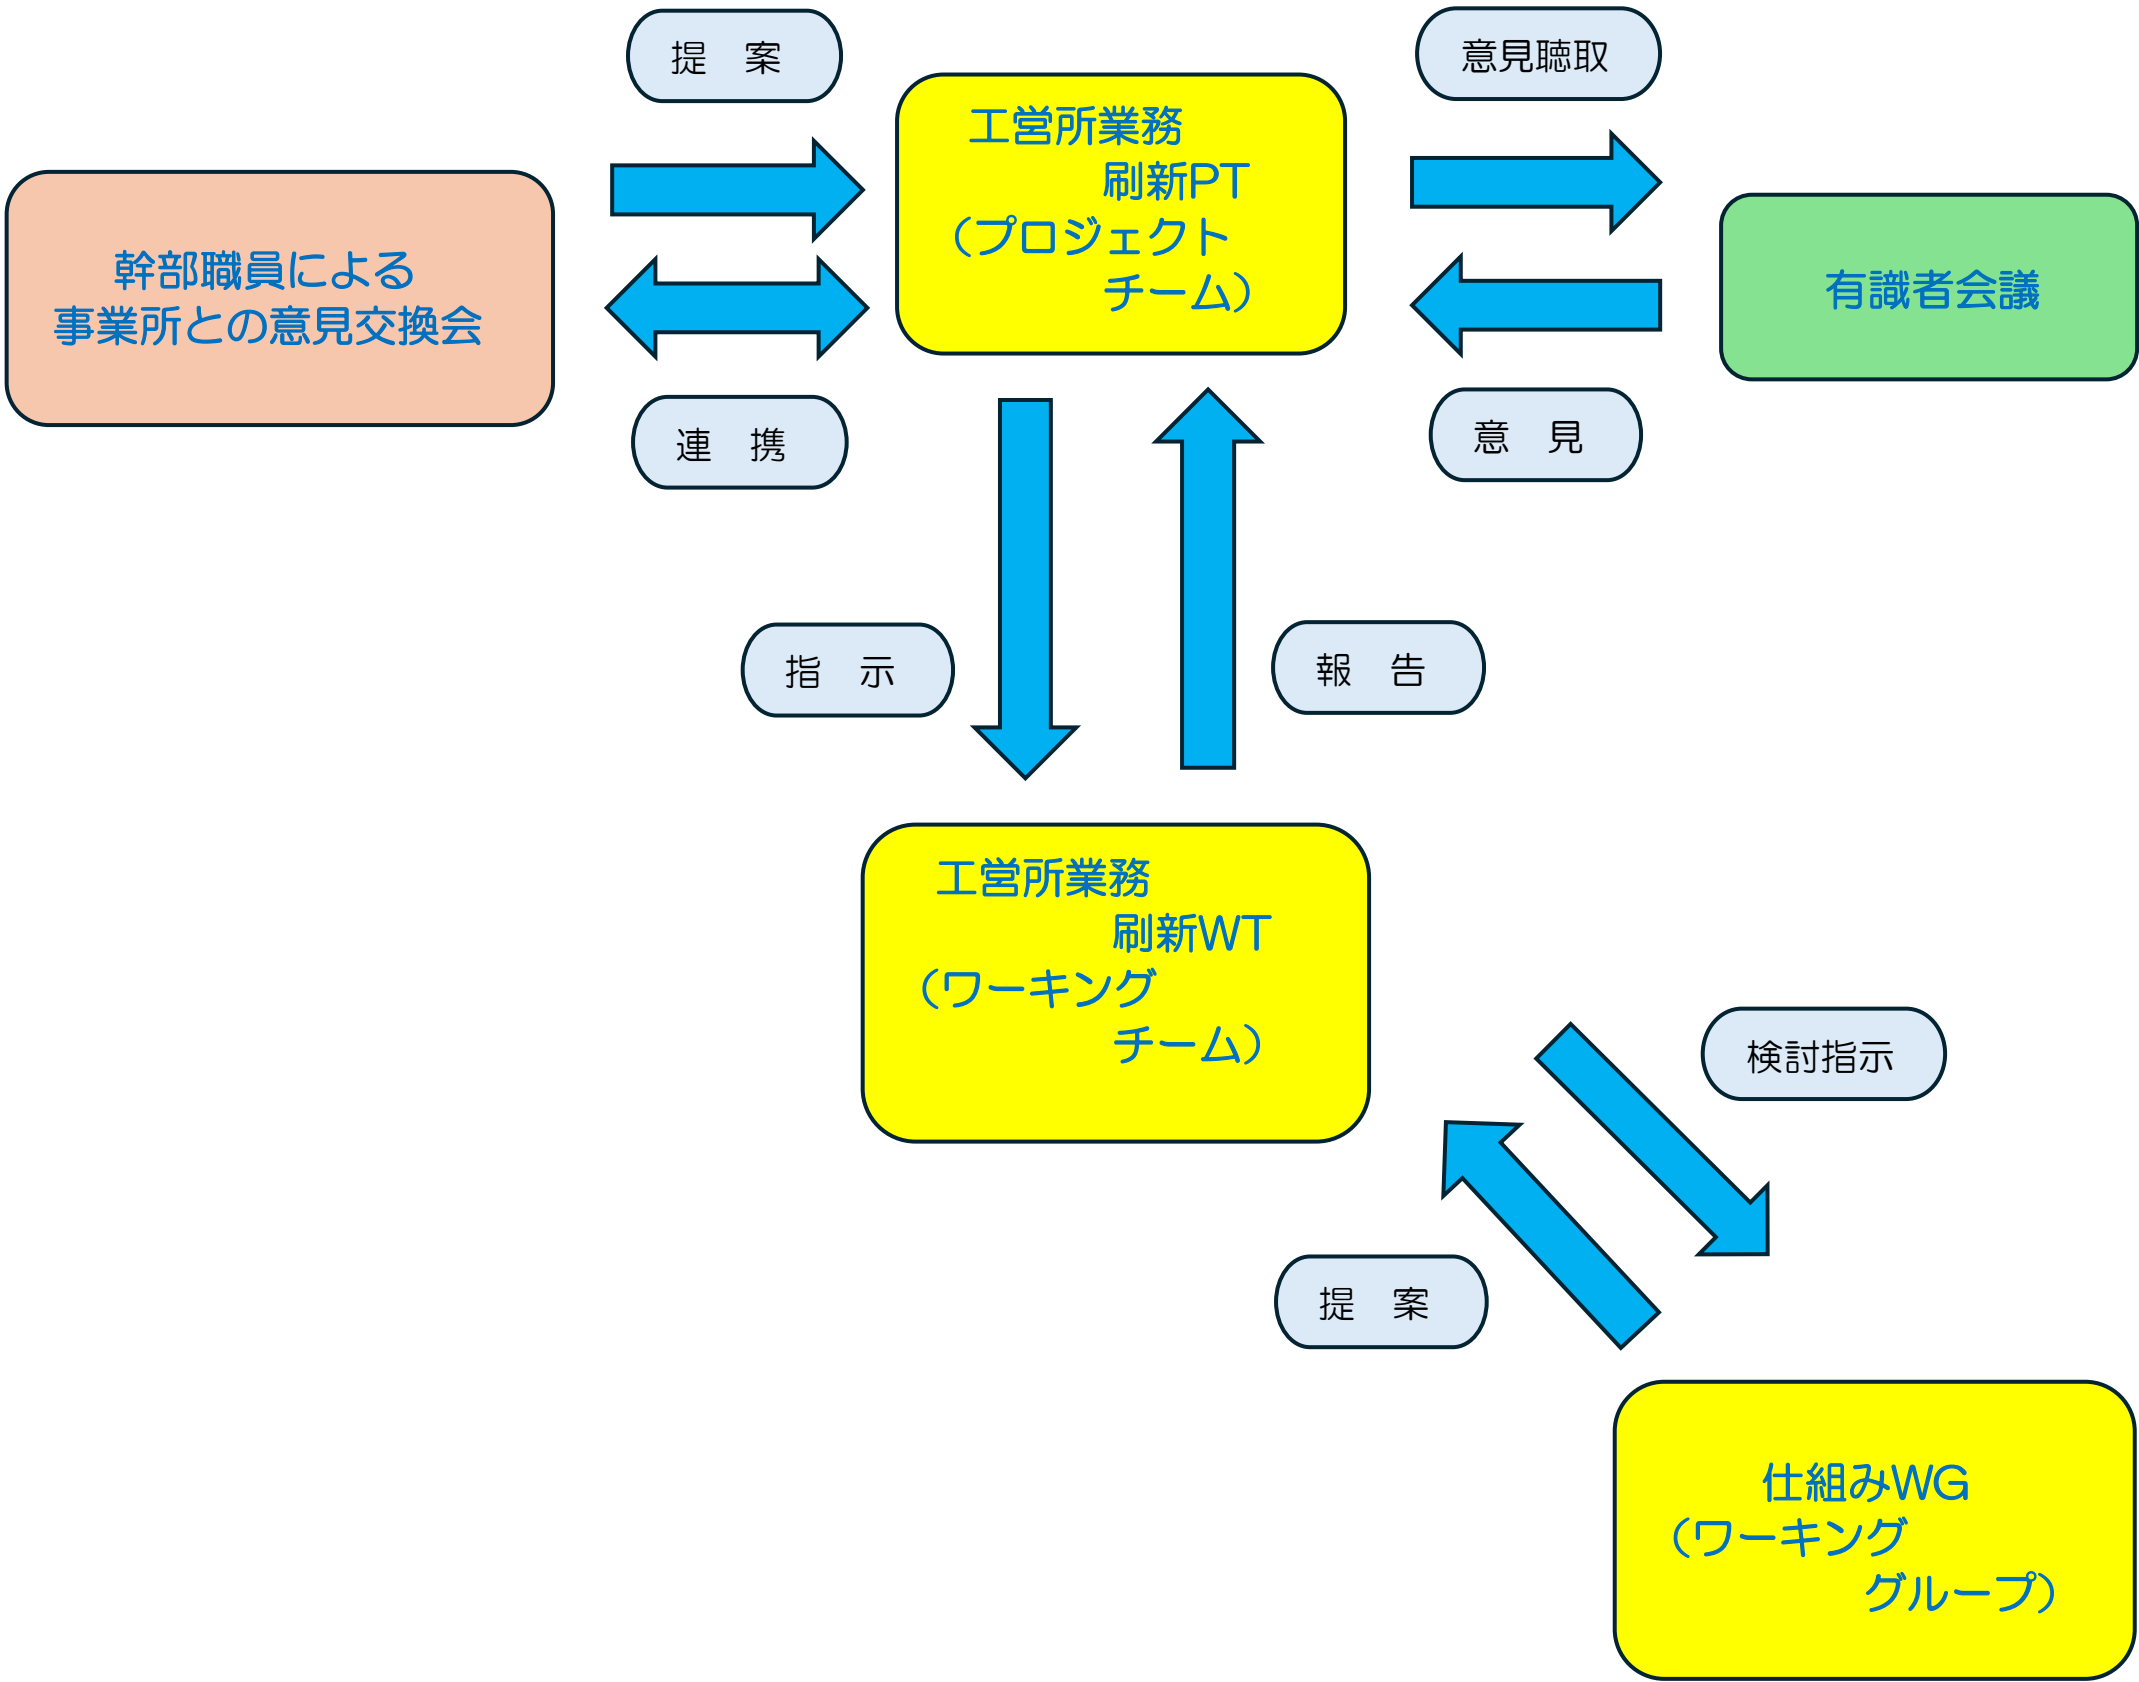 提　案
意見聴取
工営所業務
刷新PT
（プロジェクト
チーム）
幹部職員による
事業所との意見交換会
有識者会議
連　携
意　見
指　示
報　告
工営所業務
刷新WT
（ワーキング
チーム）
検討指示
提　案
仕組みWG
（ワーキング
グループ）